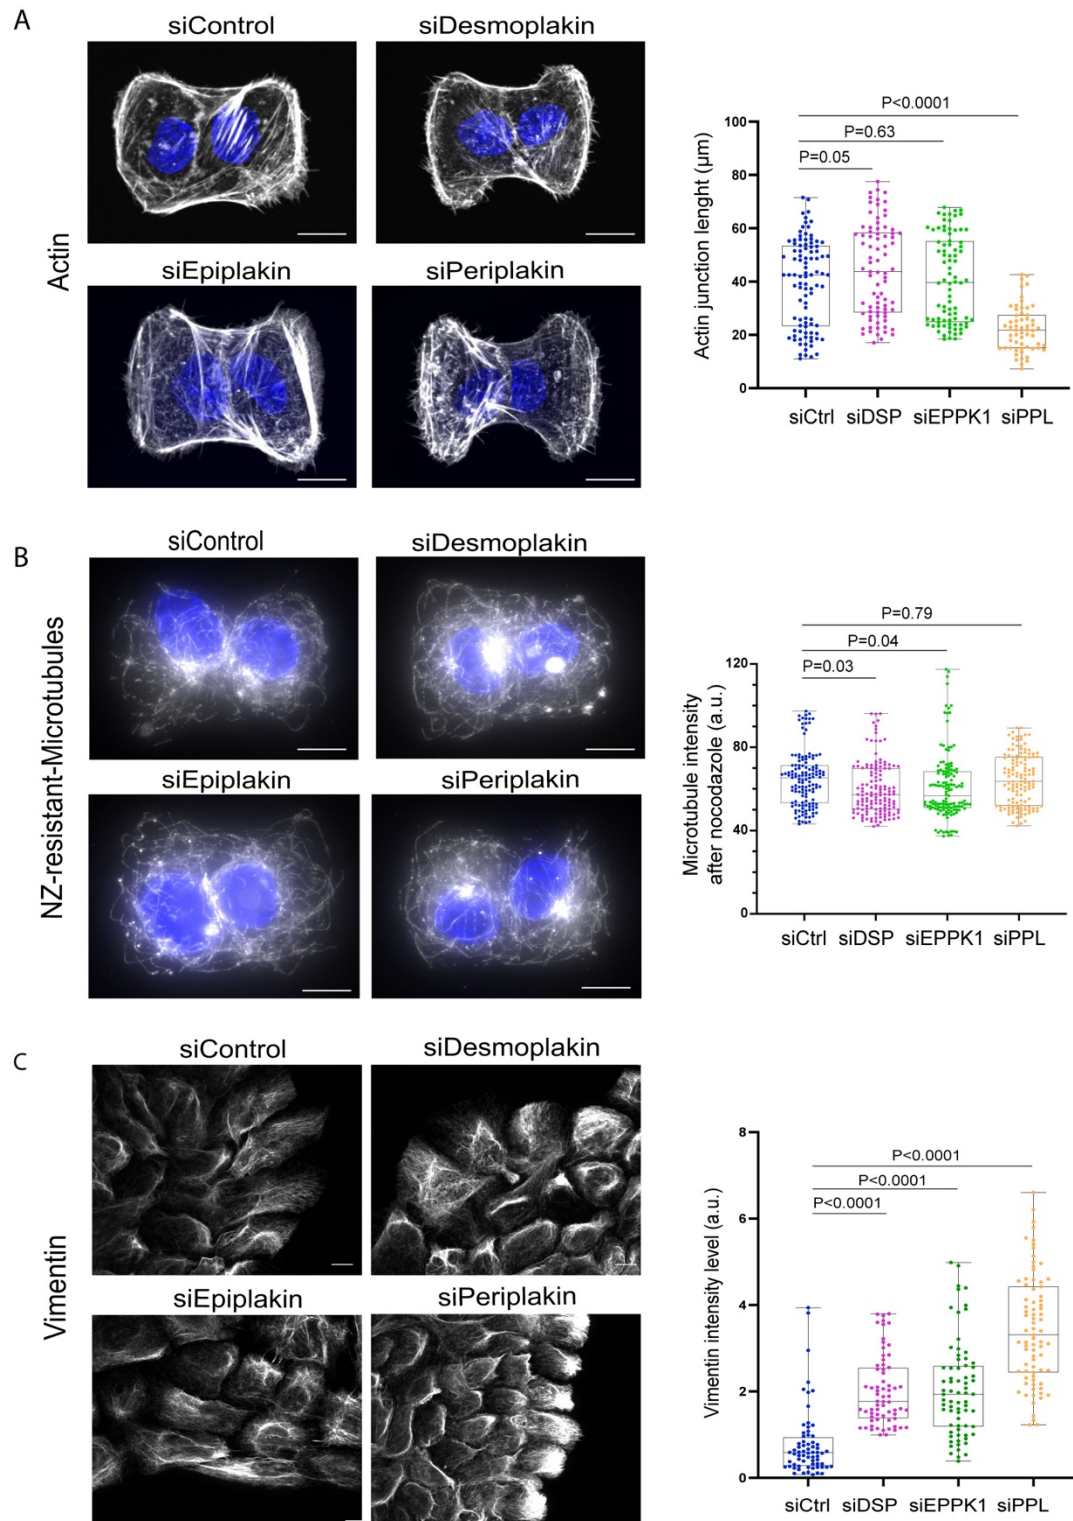 A
siControl
siDesmoplakin
Actin
siEpiplakin
siPeriplakin
Actin junction lenght (µm)
100
80
60
40
20
0
P<0.0001
P=0.63
P=0.05
siCtrl siDSP siEPPK1 siPPL
B
siControl
siDesmoplakin
NZ-resistant-Microtubules
siEpiplakin
siPeriplakin
Microtubule intensity
after nocodazole (a.u.)
120
80
40
0
P=0.79
P=0.04
P=0.03
siCtrl siDSP siEPPK1 siPPL
C
siControl
siDesmoplakin
Vimentin
siEpiplakin
siPeriplakin
Vimentin intensity level (a.u.)
8
6
4
2
0
P<0.0001
P<0.0001
P<0.0001
siCtrl siDSP siEPPK1 siPPL